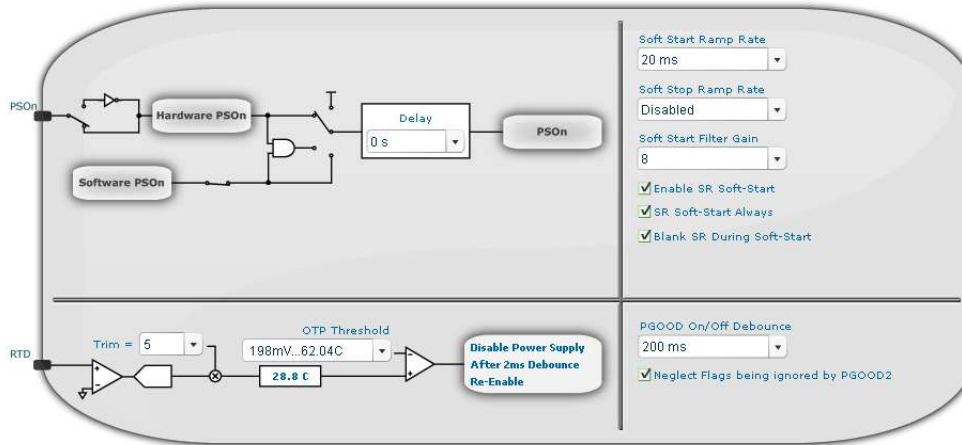 PSOn
Hardware PSOn
Software PSOn
Delay
0 s
PSOn
Soft Start Ramp Rate
20 ms
Soft Stop Ramp Rate
Disabled
Soft Start Filter Gain
8
Enable SR Soft-Start
SR Soft-Start Always
Blank SR During Soft-Start
RTD
Trim = 5
OTP Threshold
198mV...62.04C
28.8 C
Disable Power Supply
After 2ms Debounce
Re-Enable
PGOOD On/Off Debounce
200 ms
Neglect Flags being ignored by PGOOD2